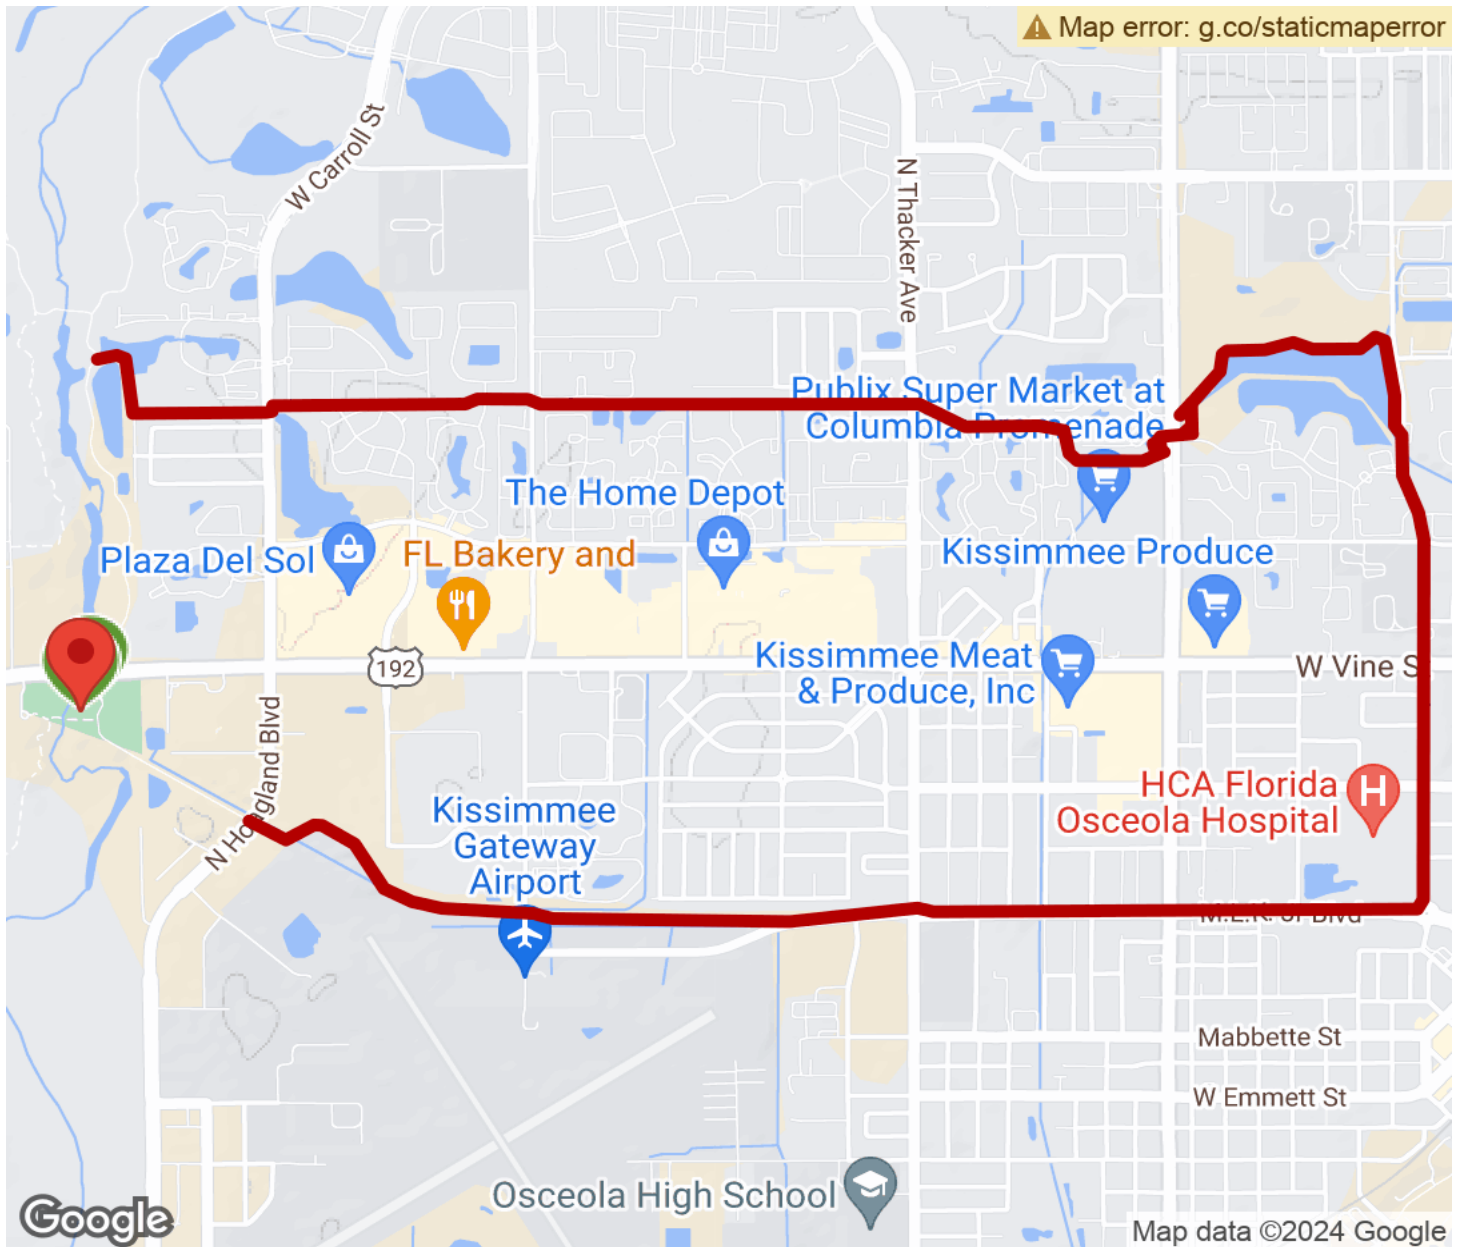 Map error: g.co/staticmaperror
W Carroll St
N Thacker Ave
Publix Super Market at
Columbia Promenade
The Home Depot
Plaza Del Sol
FL Bakery and
Kissimmee Produce
192
Kissimmee Meat
& Produce, Inc
W Vine S
N Hoagland Blvd
HCA Florida
Osceola Hospital
H
Kissimmee
Gateway
Airport
M.L.K. Jr Blvd
Mabbette St
W Emmett St
Osceola High School
Google
Map data ©2024 Google